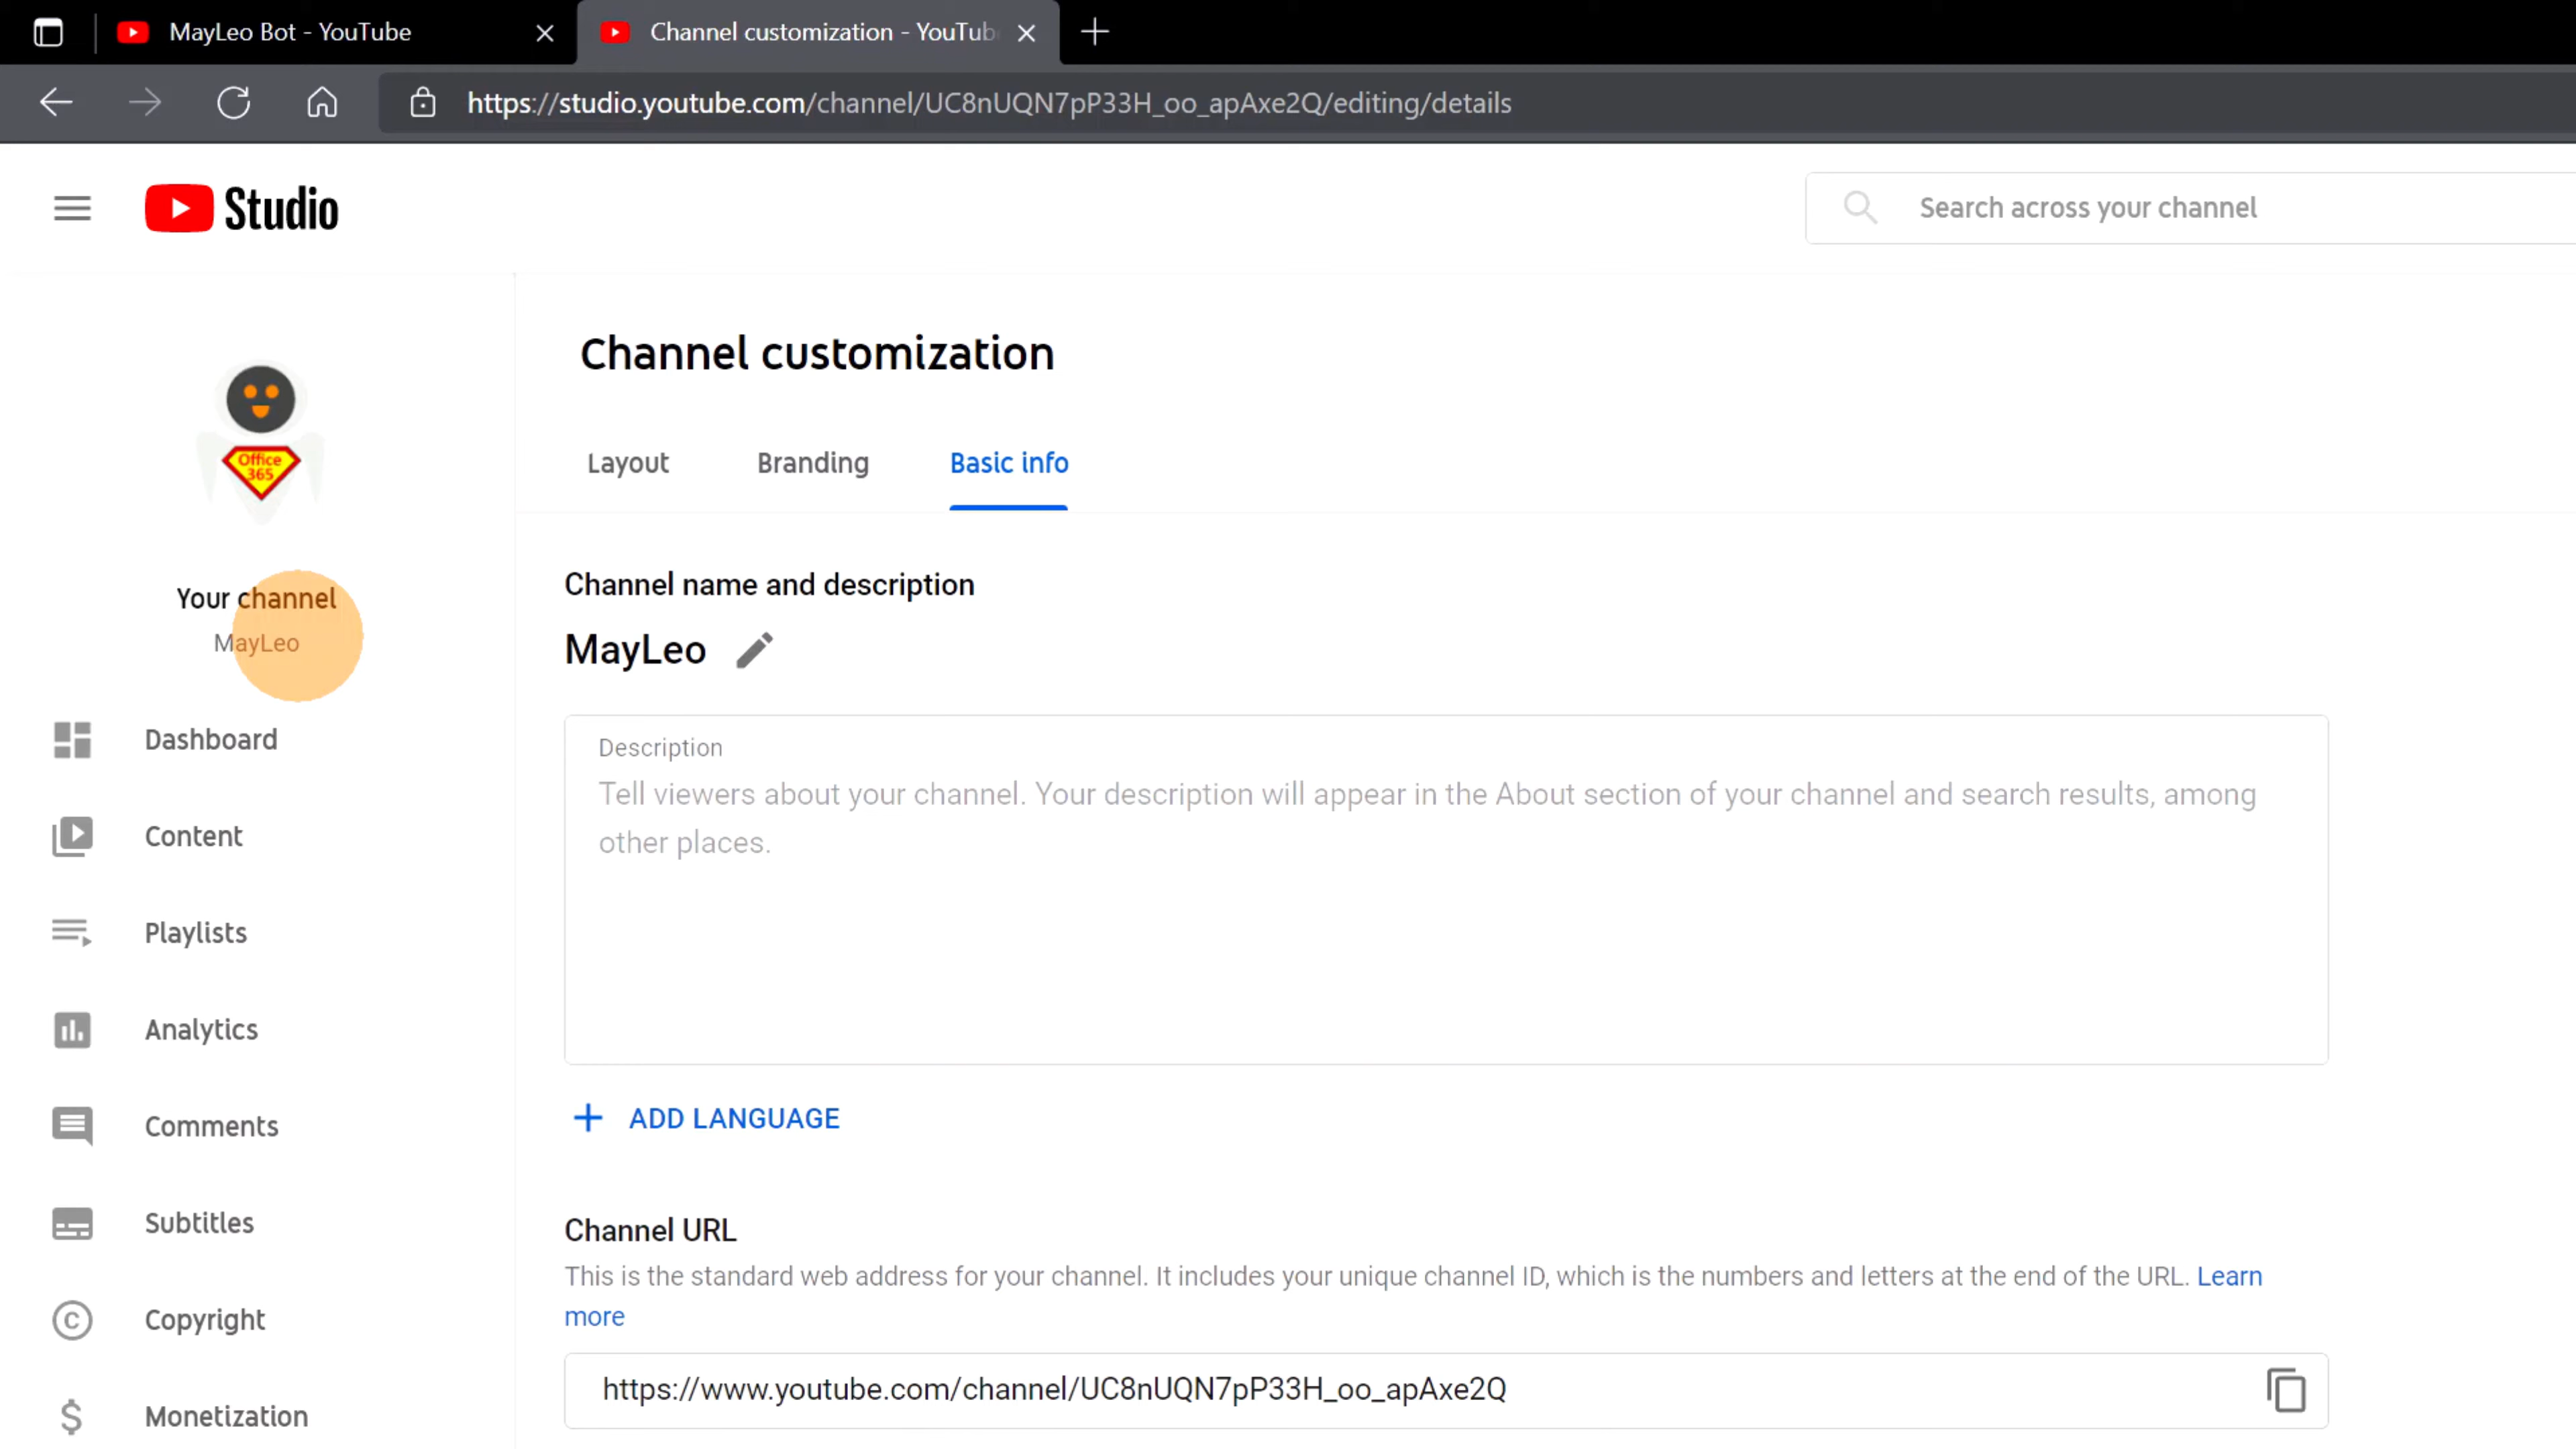 MayLeo Bot - YouTube
Channel customization - YouTub
https://studio.youtube.com/channel/UC8nUQN7pP33H_oo_apAxe2Q/editing/details
Studio
Search across your channel
Office
365
Your channel
MayLeo
Dashboard
Content
Playlists
Analytics
Comments
Subtitles
Copyright
Monetization
Channel customization
Layout
Branding
Basic info
Channel name and description
MayLeo
Description
Tell viewers about your channel. Your description will appear in the About section of your channel and search results, among
other places.
ADD LANGUAGE
Channel URL
This is the standard web address for your channel. It includes your unique channel ID, which is the numbers and letters at the end of the URL. Learn
more
https://www.youtube.com/channel/UC8nUQN7pP33H_oo_apAxe2Q